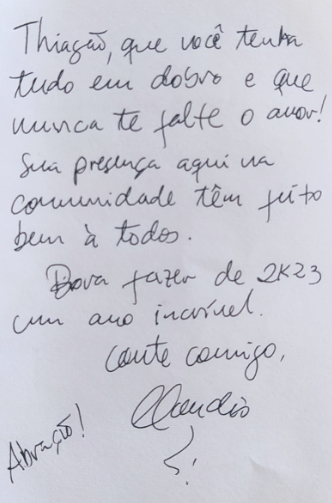 Thiagão, que você tenha
tudo em dobro e que
nunca te falte o amor!
Sua presença aqui na
comunidade têm feito
bem à todos.
Bora fazer de 2K23
um ano incrível.
Conte comigo,
Claudio
Abração!